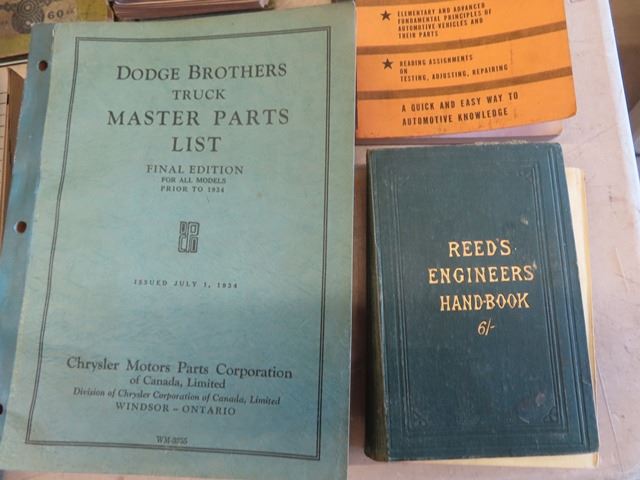 60
DODGE BROTHERS
TRUCK
MASTER PARTS
LIST
FINAL EDITION
FOR ALL MODELS
PRIOR TO 1934
ISSUED JULY 1, 1934
Chrysler Motors Parts Corporation
of Canada, Limited
Division of Chrysler Corporation of Canada, Limited
WINDSOR – ONTARIO
WM-3755
★ ELEMENTARY AND ADVANCED
FUNDAMENTAL PRINCIPLES OF
AUTOMOTIVE VEHICLES AND
THEIR PARTS
★ READING ASSIGNMENTS
ON
TESTING, ADJUSTING, REPAIRING
A QUICK AND EASY WAY TO
AUTOMOTIVE KNOWLEDGE
REED'S
ENGINEERS'
HAND-BOOK
6/-